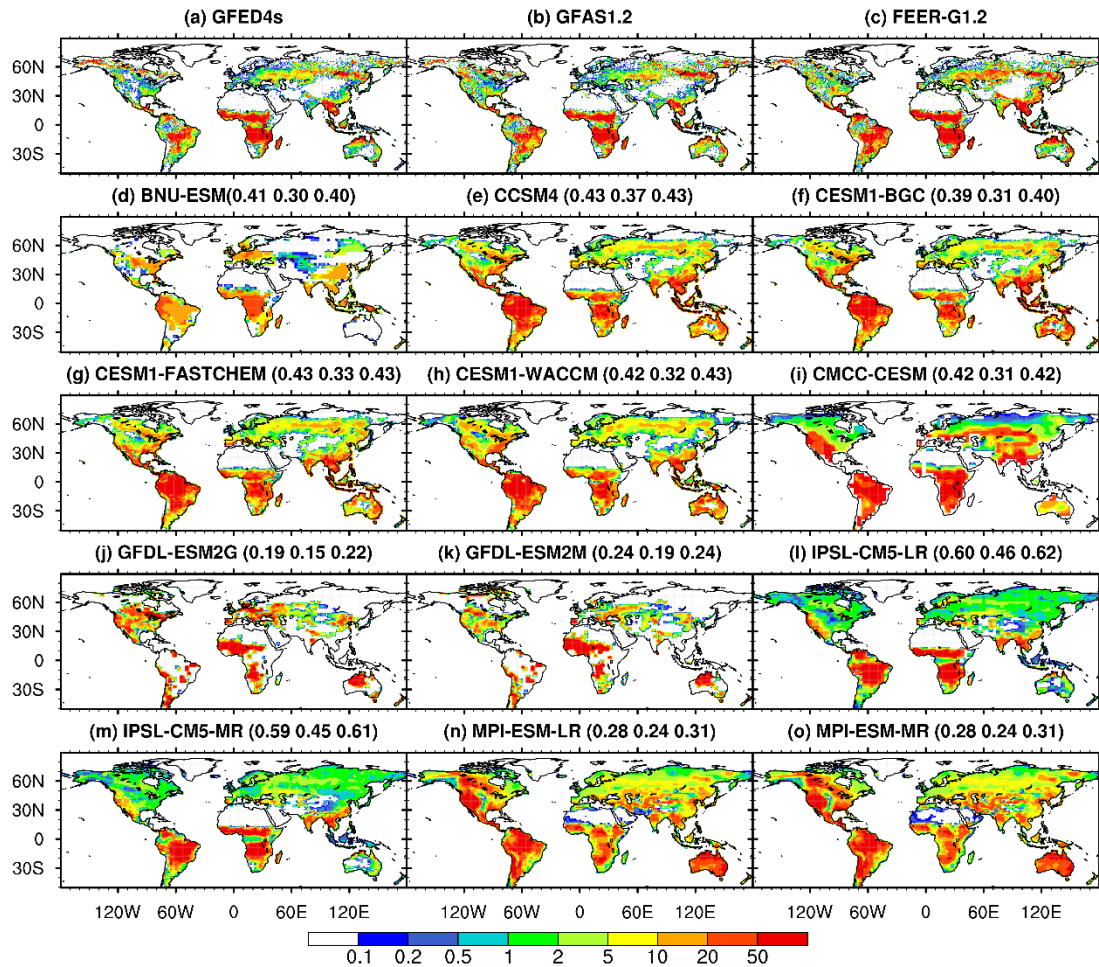 (a) GFED4s (b) GFAS1.2 (c) FEER-G1.2
60N
30N
0
30S
(d) BNU-ESM(0.41 0.30 0.40) (e) CCSM4 (0.43 0.37 0.43) (f) CESM1-BGC (0.39 0.31 0.40)
60N
30N
0
30S
(g) CESM1-FASTCHEM (0.43 0.33 0.43) (h) CESM1-WACCM (0.42 0.32 0.43) (i) CMCC-CESM (0.42 0.31 0.42)
60N
30N
0
30S
(j) GFDL-ESM2G (0.19 0.15 0.22) (k) GFDL-ESM2M (0.24 0.19 0.24) (l) IPSL-CM5-LR (0.60 0.46 0.62)
60N
30N
0
30S
(m) IPSL-CM5-MR (0.59 0.45 0.61) (n) MPI-ESM-LR (0.28 0.24 0.31) (o) MPI-ESM-MR (0.28 0.24 0.31)
60N
30N
0
30S
120W 60W 0 60E 120E 120W 60W 0 60E 120E 120W 60W 0 60E 120E
0.1 0.2 0.5 1 2 5 10 20 50